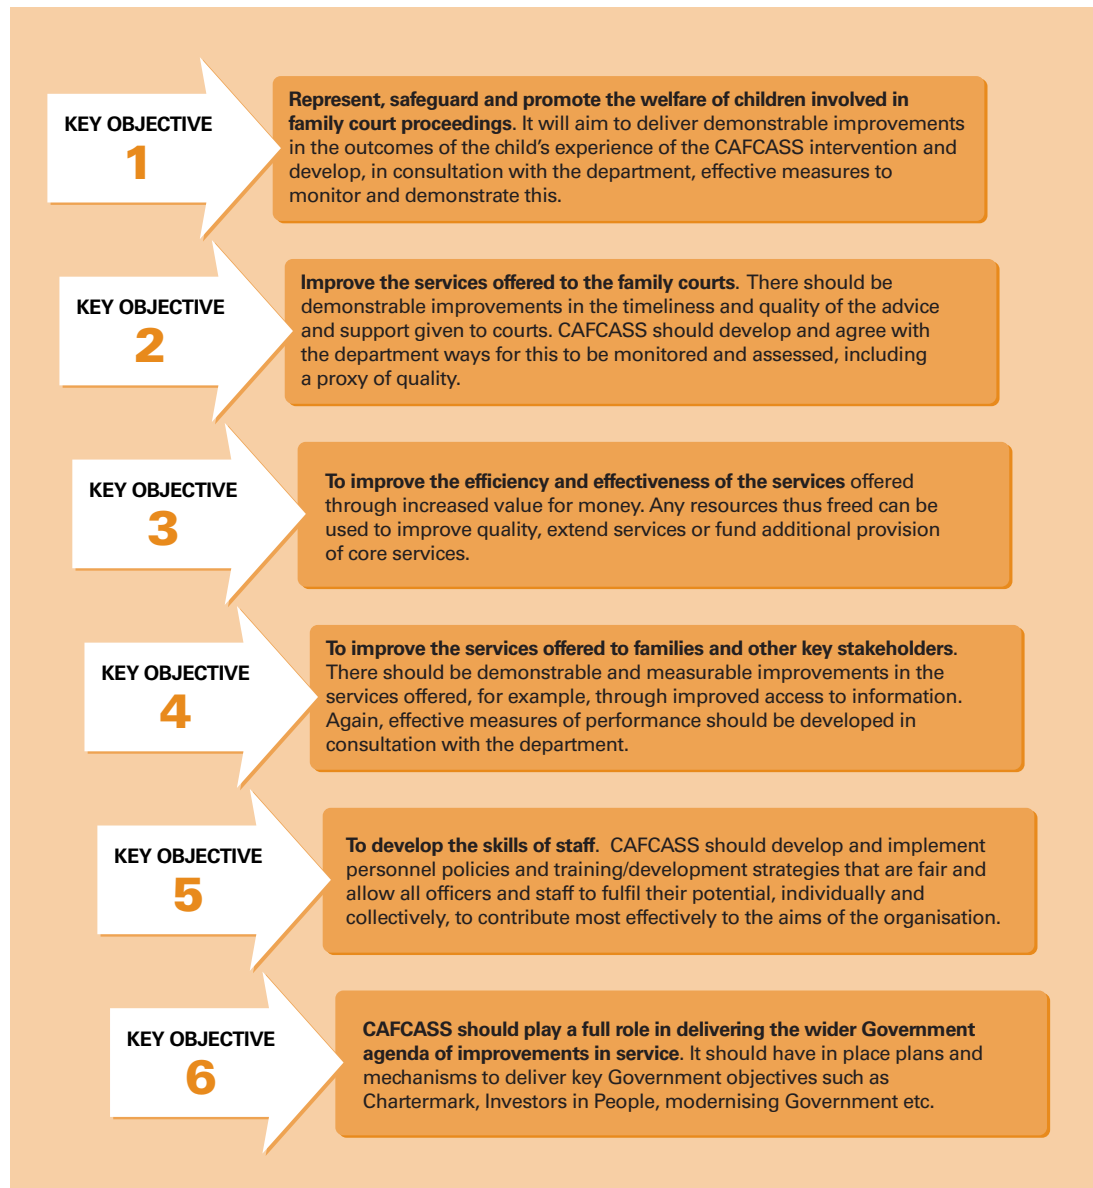 KEY OBJECTIVE
1
Represent, safeguard and promote the welfare of children involved in
family court proceedings. It will aim to deliver demonstrable improvements
in the outcomes of the child’s experience of the CAFCASS intervention and
develop, in consultation with the department, effective measures to
monitor and demonstrate this.
KEY OBJECTIVE
2
Improve the services offered to the family courts. There should be
demonstrable improvements in the timeliness and quality of the advice
and support given to courts. CAFCASS should develop and agree with
the department ways for this to be monitored and assessed, including
a proxy of quality.
KEY OBJECTIVE
3
To improve the efficiency and effectiveness of the services offered
through increased value for money. Any resources thus freed can be
used to improve quality, extend services or fund additional provision
of core services.
KEY OBJECTIVE
4
To improve the services offered to families and other key stakeholders.
There should be demonstrable and measurable improvements in the
services offered, for example, through improved access to information.
Again, effective measures of performance should be developed in
consultation with the department.
KEY OBJECTIVE
5
To develop the skills of staff. CAFCASS should develop and implement
personnel policies and training/development strategies that are fair and
allow all officers and staff to fulfil their potential, individually and
collectively, to contribute most effectively to the aims of the organisation.
KEY OBJECTIVE
6
CAFCASS should play a full role in delivering the wider Government
agenda of improvements in service. It should have in place plans and
mechanisms to deliver key Government objectives such as
Chartermark, Investors in People, modernising Government etc.